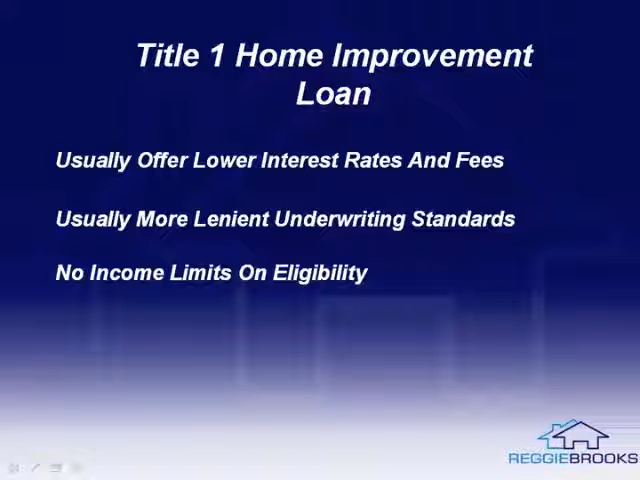 Title 1 Home Improvement
Loan
Usually Offer Lower Interest Rates And Fees
Usually More Lenient Underwriting Standards
No Income Limits On Eligibility
REGGIEBROOKS